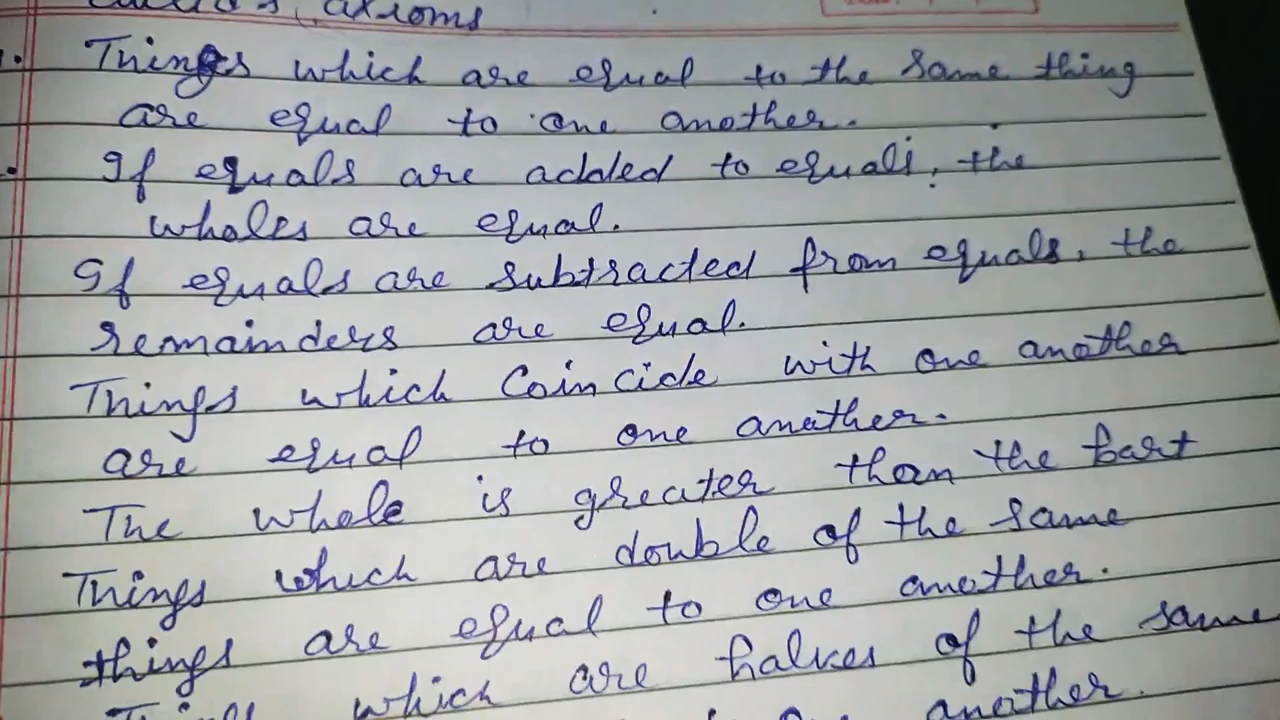 axioms
1. Things which are equal to the same thing
are equal to one another.
If equals are added to equals, the
wholes are equal.
If equals are subtracted from equals, the
remainders are equal.
Things which Coincide with one another
are equal to one another.
The whole is greater than the part
Things which are double of the same
things are equal to one another.
Things which are halves of the same
one another.